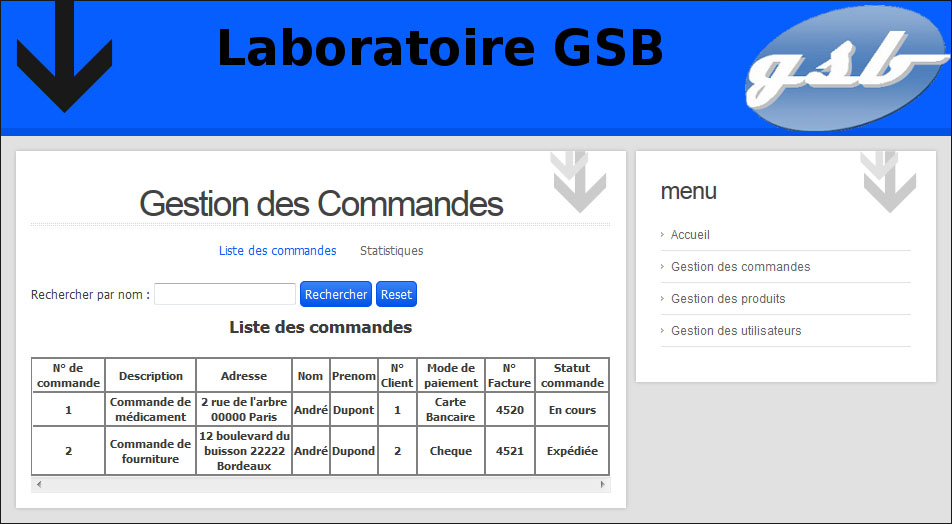 Laboratoire GSB
gsb
Gestion des Commandes
Liste des commandes Statistiques
Rechercher par nom : Rechercher Reset
Liste des commandes
N° de commande Description Adresse Nom Prenom N° Client Mode de paiement N° Facture Statut commande
1 Commande de médicament 2 rue de l'arbre 00000 Paris André Dupont 1 Carte Bancaire 4520 En cours
2 Commande de fourniture 12 boulevard du buisson 22222 Bordeaux André Dupond 2 Cheque 4521 Expédiée
menu
Accueil
Gestion des commandes
Gestion des produits
Gestion des utilisateurs